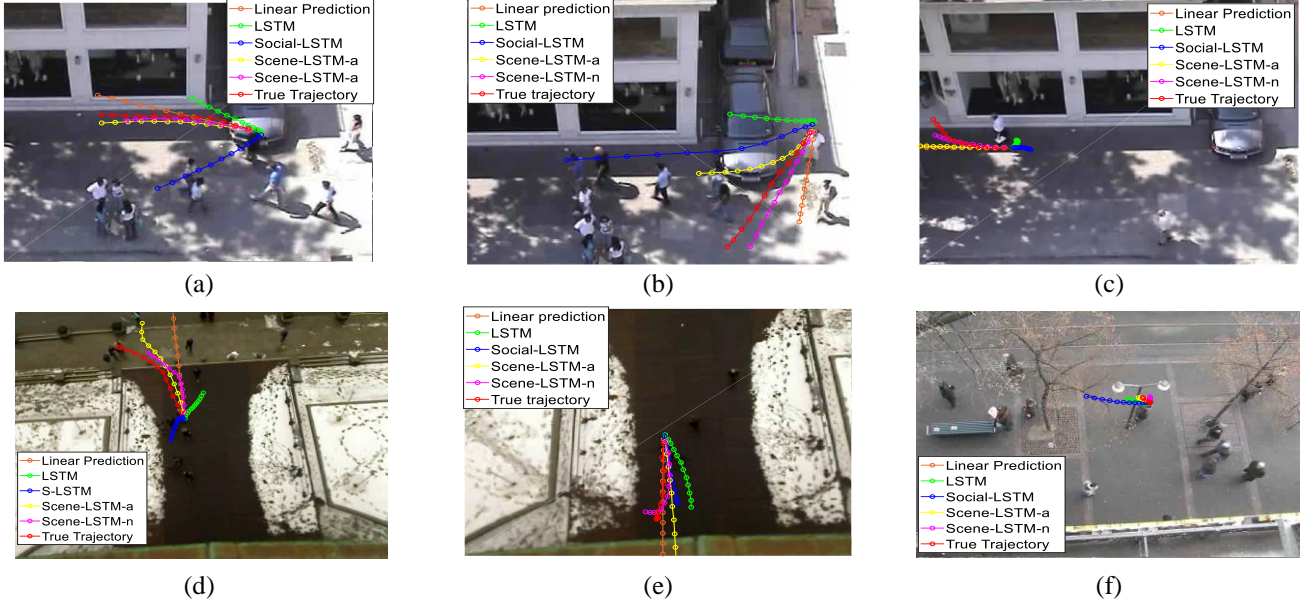 Linear prediction
LSTM
Social-LSTM
Scene-LSTM-a
Scene-LSTM-a
True Trajectory
(a)
Linear prediction
LSTM
Social-LSTM
Scene-LSTM-a
Scene-LSTM-n
True trajectory
(b)
Linear Prediction
LSTM
Social-LSTM
Scene-LSTM-a
Scene-LSTM-n
True Trajectory
(c)
Linear Prediction
LSTM
S-LSTM
Scene-LSTM-a
Scene-LSTM-n
True Trajectory
(d)
Linear prediction
LSTM
Social-LSTM
Scene-LSTM-a
Scene-LSTM-n
True trajectory
(e)
Linear Prediction
LSTM
Social-LSTM
Scene-LSTM-a
Scene-LSTM-n
True Trajectory
(f)